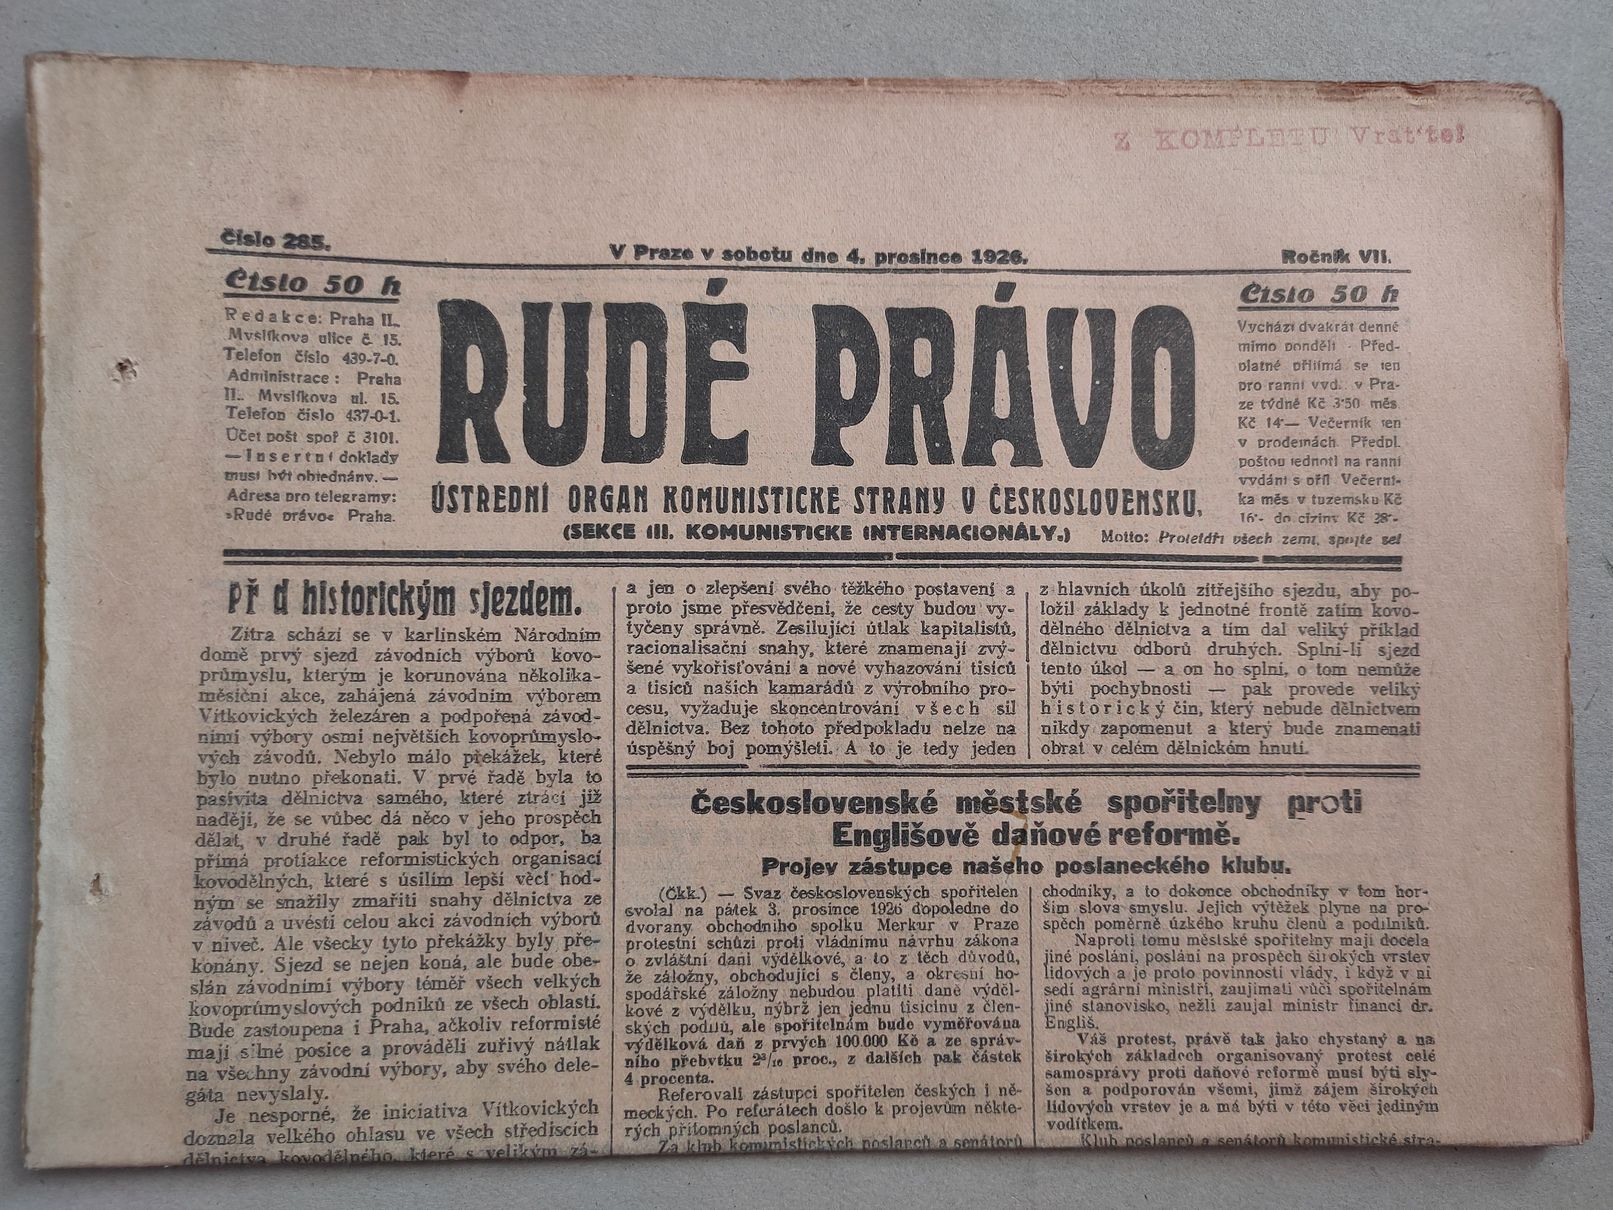 Z KOMPLETU Vraťte!
Číslo 285.
V Praze v sobotu dne 4. prosince 1926.
Ročník VII.
Číslo 50 h
Redakce: Praha II.,
Myslíkova ulice č. 15.
Telefon číslo 439-7-0.
Administrace: Praha
II., Myslíkova ul. 15.
Telefon číslo 437-0-1.
Účet pošt spoř č 3101.
— Insertní doklady
musí být objednány. —
Adresa pro telegramy:
»Rudé právo« Praha.
RUDÉ PRÁVO
ÚSTREDNÍ ORGAN KOMUNISTICKÉ STRANY V ČESKOSLOVENSKU,
(SEKCE III. KOMUNISTICKÉ INTERNACIONÁLY.)
Motto: Proletáři všech zemí, spojte se!
Číslo 50 h
Vychází dvakrát denně
mimo pondělí · Před-
platné přijímá se jen
pro ranní vyd.: v Pra-
ze týdně Kč 3·50 měs
Kč 14·— Večerník jen
v prodejnách. Předpl.
poštou jednotl na ranní
vydání s příl Večerní-
ka měs v tuzemsku Kč
16·- do ciziny Kč 28·-
Př d historickým sjezdem.
Zítra schází se v karlínském Národním
domě prvý sjezd závodních výborů kovo-
průmyslu, kterým je korunována několika-
měsíční akce, zahájená závodním výborem
Vítkovických železáren a podpořená závod-
ními výbory osmi největších kovoprůmyslo-
vých závodů. Nebylo málo překážek, které
bylo nutno překonati. V prvé řadě byla to
pasivita dělnictva samého, které ztrácí již
naději, že se vůbec dá něco v jeho prospěch
dělat, v druhé řadě pak byl to odpor, ba
přímá protiakce reformistických organisací
kovodělných, které s úsilím lepší věci hod-
ným se snažily zmařiti snahy dělnictva ze
závodů a uvésti celou akci závodních výborů
v niveč. Ale všecky tyto překážky byly pře-
konány. Sjezd se nejen koná, ale bude obe-
slán závodními výbory téměř všech velkých
kovoprůmyslových podniků ze všech oblastí.
Bude zastoupena i Praha, ačkoliv reformisté
mají silné posice a prováděli zuřivý nátlak
na všechny závodní výbory, aby svého dele-
gáta nevyslaly.
Je nesporné, že iniciativa Vítkovických
doznala velkého ohlasu ve všech střediscích
dělnictva kovodělného, které s velikým zá-
a jen o zlepšení svého těžkého postavení a
proto jsme přesvědčeni, že cesty budou vy-
tyčeny správně. Zesilující útlak kapitalistů,
racionalisační snahy, které znamenají zvý-
šené vykořisťování a nové vyhazování tisíců
a tisíců našich kamarádů z výrobního pro-
cesu, vyžaduje skoncentrování všech sil
dělnictva. Bez tohoto předpokladu nelze na
úspěšný boj pomýšleti. A to je tedy jeden
z hlavních úkolů zítřejšího sjezdu, aby po-
ložil základy k jednotné frontě zatím kovo-
dělného dělnictva a tím dal veliký příklad
dělnictvu odborů druhých. Splní-li sjezd
tento úkol — a on ho splní, o tom nemůže
býti pochybnosti — pak provede veliký
historický čin, který nebude dělnictvem
nikdy zapomenut a který bude znamenati
obrat v celém dělnickém hnutí.
Československé městské spořitelny proti
Englišově daňové reformě.
Projev zástupce našeho poslaneckého klubu.
(Čkk.) — Svaz československých spořitelen
svolal na pátek 3. prosince 1926 dopoledne do
dvorany obchodního spolku Merkur v Praze
protestní schůzi proti vládnímu návrhu zákona
o zvláštní dani výdělkové, a to z těch důvodů,
že záložny, obchodující s členy, a okresní ho-
spodářské záložny nebudou platiti daně výděl-
kové z výdělku, nýbrž jen jednu tisícinu z člen-
ských podílů, ale spořitelnám bude vyměřována
výdělková daň z prvých 100.000 Kč a ze správ-
ního přebytku 2³/₁₀ proc., z dalších pak částek
4 procenta.
Referovali zástupci spořitelen českých i ně-
meckých. Po referátech došlo k projevům někte-
rých přítomných poslanců.
Za klub komunistických poslanců a senátorů
chodníky, a to dokonce obchodníky v tom hor-
ším slova smyslu. Jejich výtěžek plyne na pro-
spěch poměrně úzkého kruhu členů a podílníků.
Naproti tomu městské spořitelny mají docela
jiné poslání, poslání na prospěch širokých vrstev
lidových a je proto povinností vlády, i když v ní
sedí agrární ministři, zaujímati vůči spořitelnám
jiné stanovisko, nežli zaujal ministr financí dr.
Engliš.
Váš protest, právě tak jako chystaný a na
širokých základech organisovaný protest celé
samosprávy proti daňové reformě musí býti sly-
šen a podporován všemi, jimž zájem širokých
lidových vrstev je a má býti v této věci jediným
vodítkem.
Klub poslanců a senátorů komunistické stra-